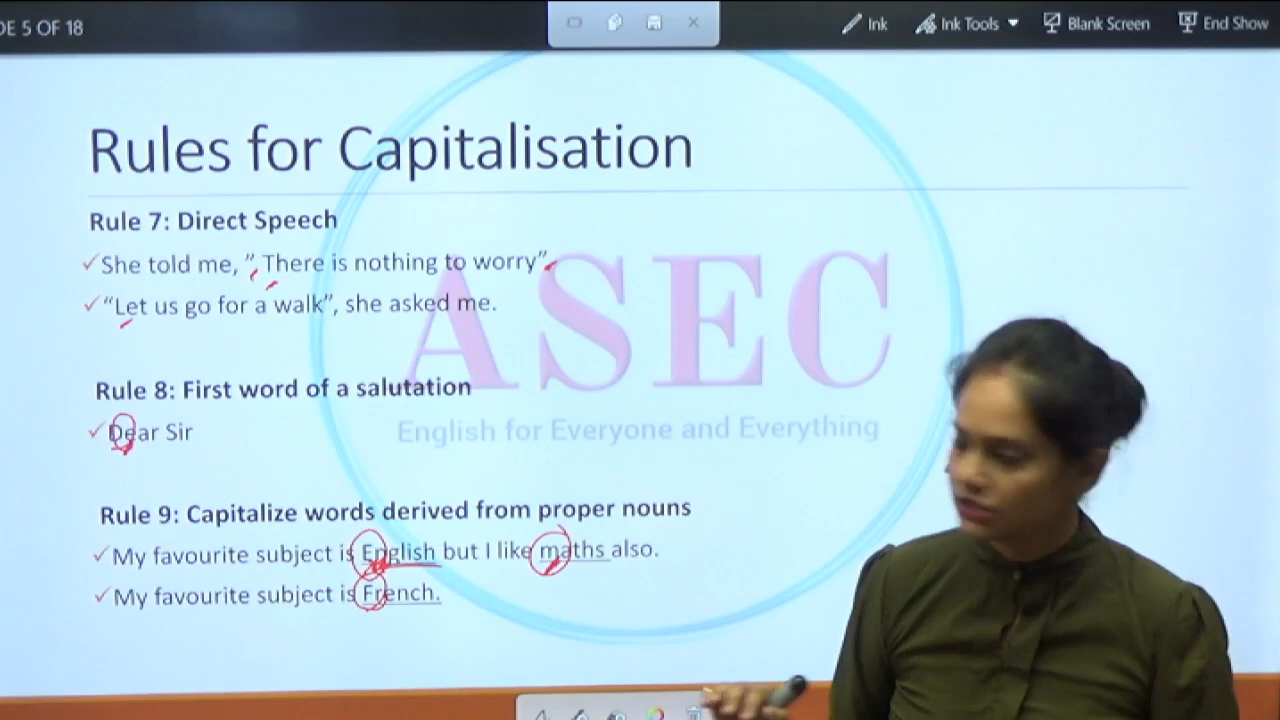 DE 5 OF 18
Ink
Ink Tools
Blank Screen
End Show
Rules for Capitalisation
Rule 7: Direct Speech
✓She told me, ” There is nothing to worry”.
✓“Let us go for a walk”, she asked me.
ASEC
English for Everyone and Everything
Rule 8: First word of a salutation
✓Dear Sir
Rule 9: Capitalize words derived from proper nouns
✓My favourite subject is English but I like maths also.
✓My favourite subject is French.